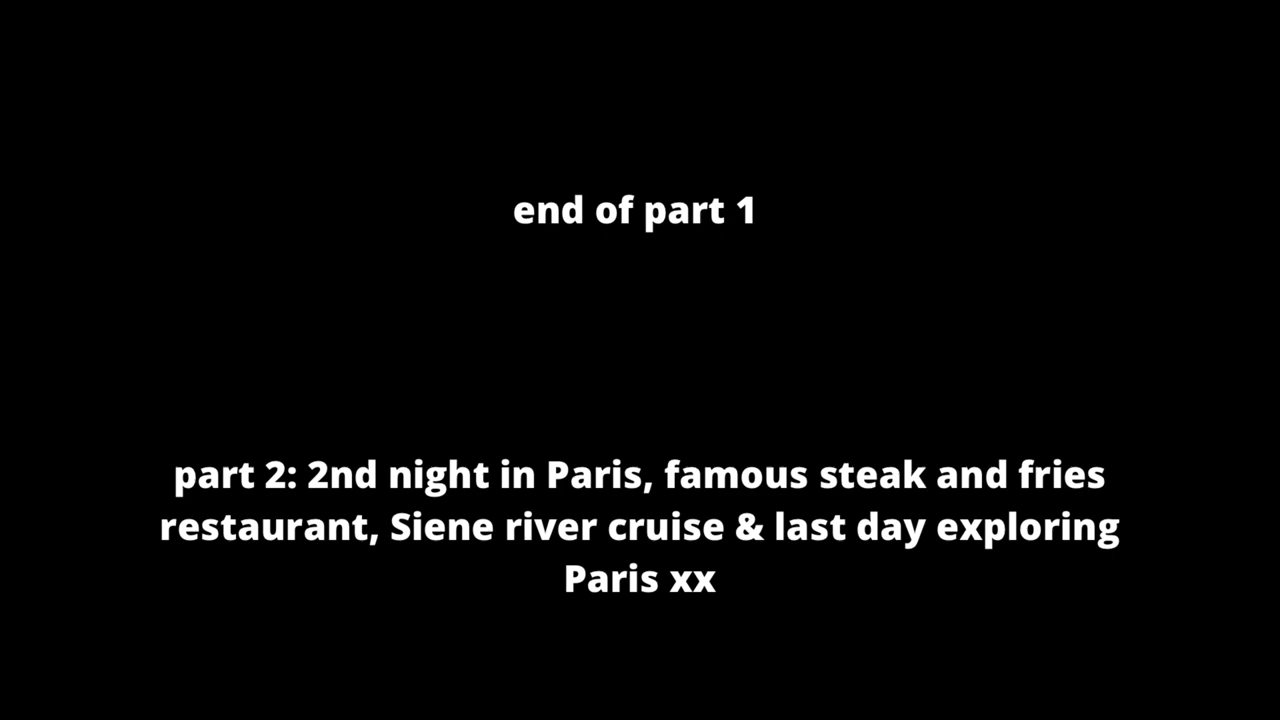 end of part 1
part 2: 2nd night in Paris, famous steak and fries
restaurant, Siene river cruise & last day exploring
Paris xx